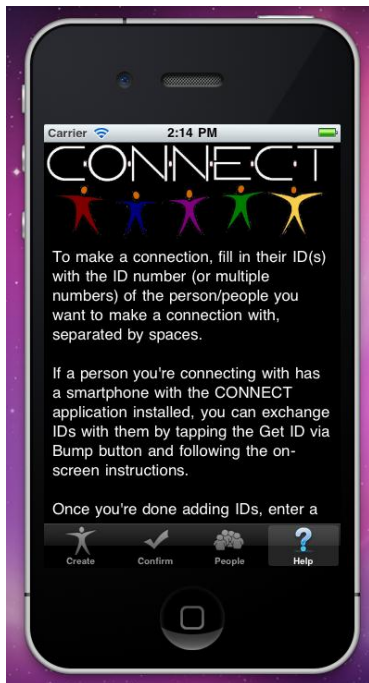 Carrier 2:14 PM
C·O·N·N·E·C·T
To make a connection, fill in their ID(s)
with the ID number (or multiple
numbers) of the person/people you
want to make a connection with,
separated by spaces.
If a person you're connecting with has
a smartphone with the CONNECT
application installed, you can exchange
IDs with them by tapping the Get ID via
Bump button and following the on-
screen instructions.
Once you're done adding IDs, enter a
Create Confirm People Help